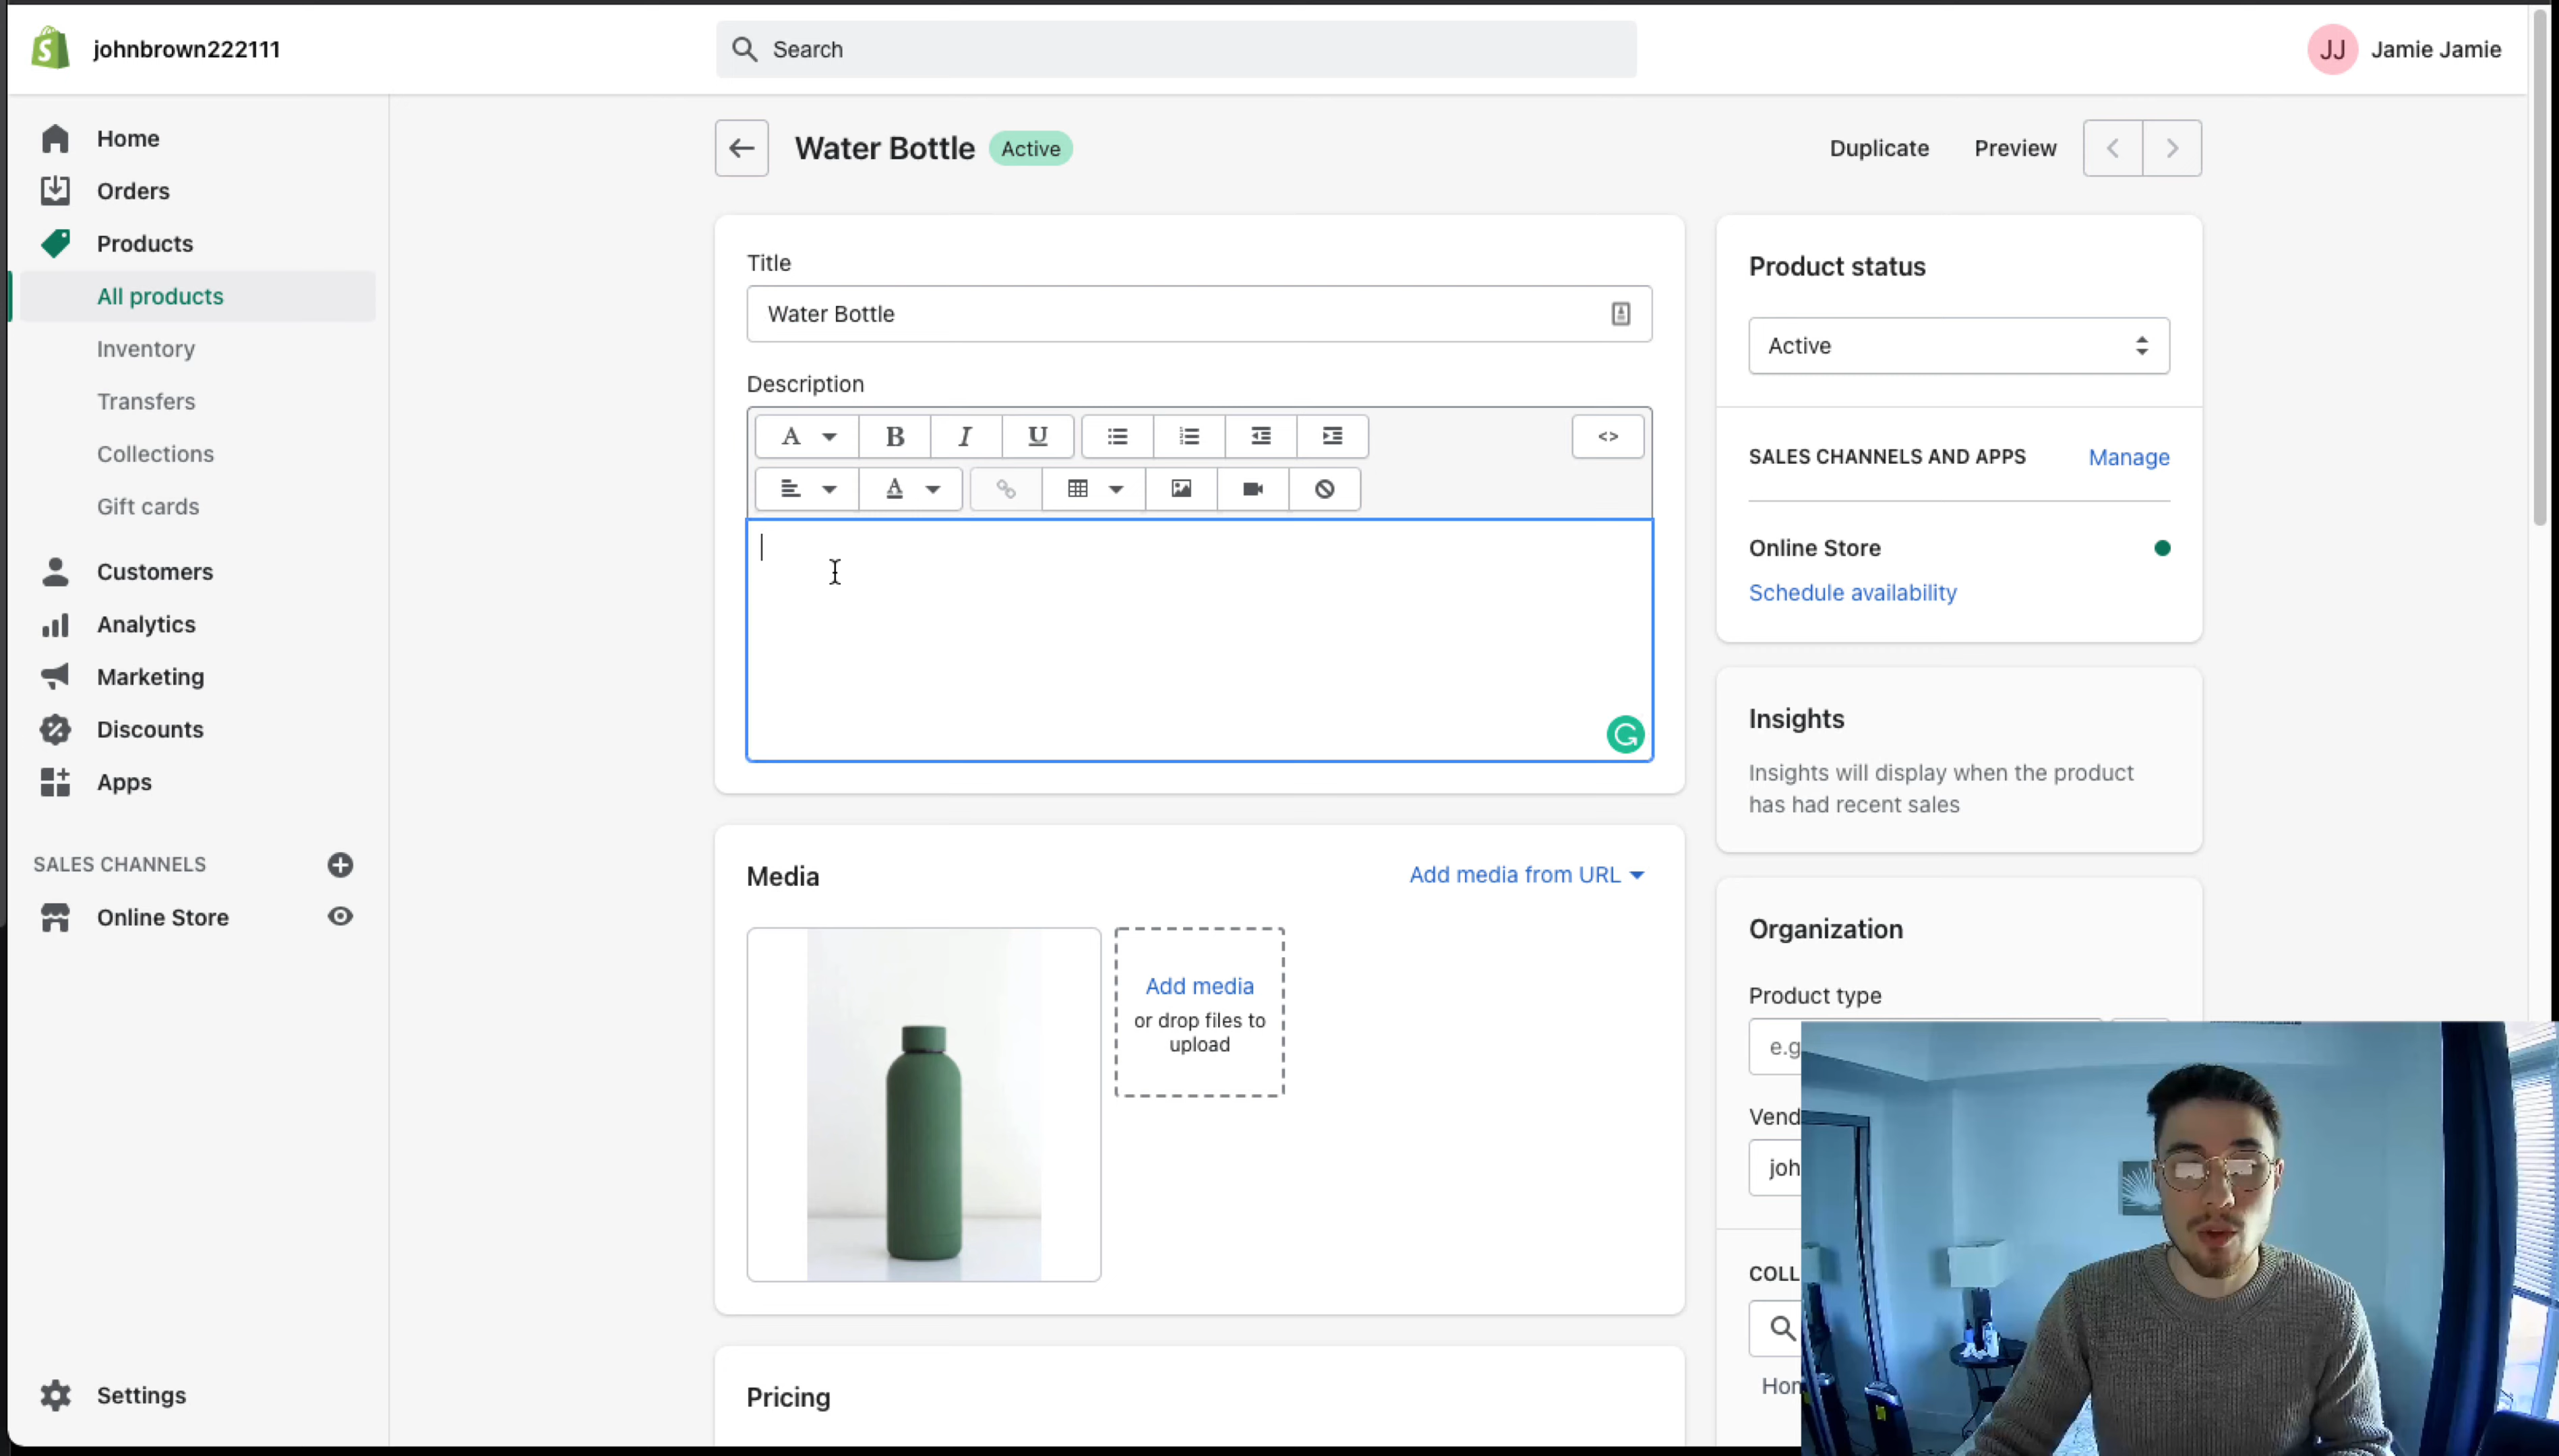 johnbrown222111
Search
JJ Jamie Jamie
Home
Orders
Products
All products
Inventory
Transfers
Collections
Gift cards
Customers
Analytics
Marketing
Discounts
Apps
SALES CHANNELS
Online Store
Settings
Water Bottle Active
Duplicate Preview
Title
Water Bottle
Description
A B I U <>
A
Media Add media from URL
Add media
or drop files to
upload
Pricing
Product status
Active
SALES CHANNELS AND APPS Manage
Online Store
Schedule availability
Insights
Insights will display when the product
has had recent sales
Organization
Product type
e.g
Vend
joh
COLL